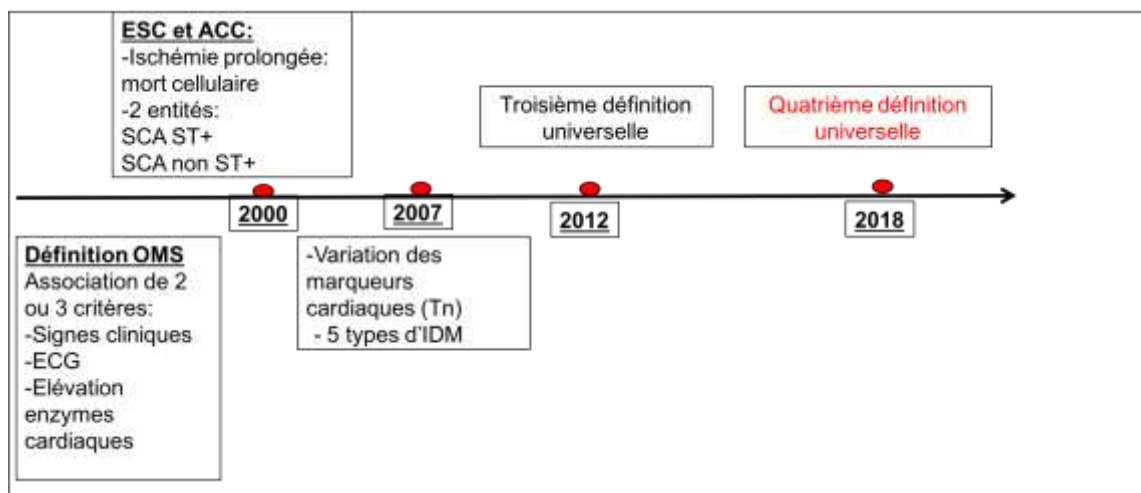 ESC et ACC:
-Ischémie prolongée:
mort cellulaire
-2 entités:
SCA ST+
SCA non ST+
Troisième définition
universelle
Quatrième définition
universelle
2000
2007
2012
2018
Définition OMS
Association de 2
ou 3 critères:
-Signes cliniques
-ECG
-Elévation
enzymes
cardiaques
-Variation des
marqueurs
cardiaques (Tn)
- 5 types d'IDM